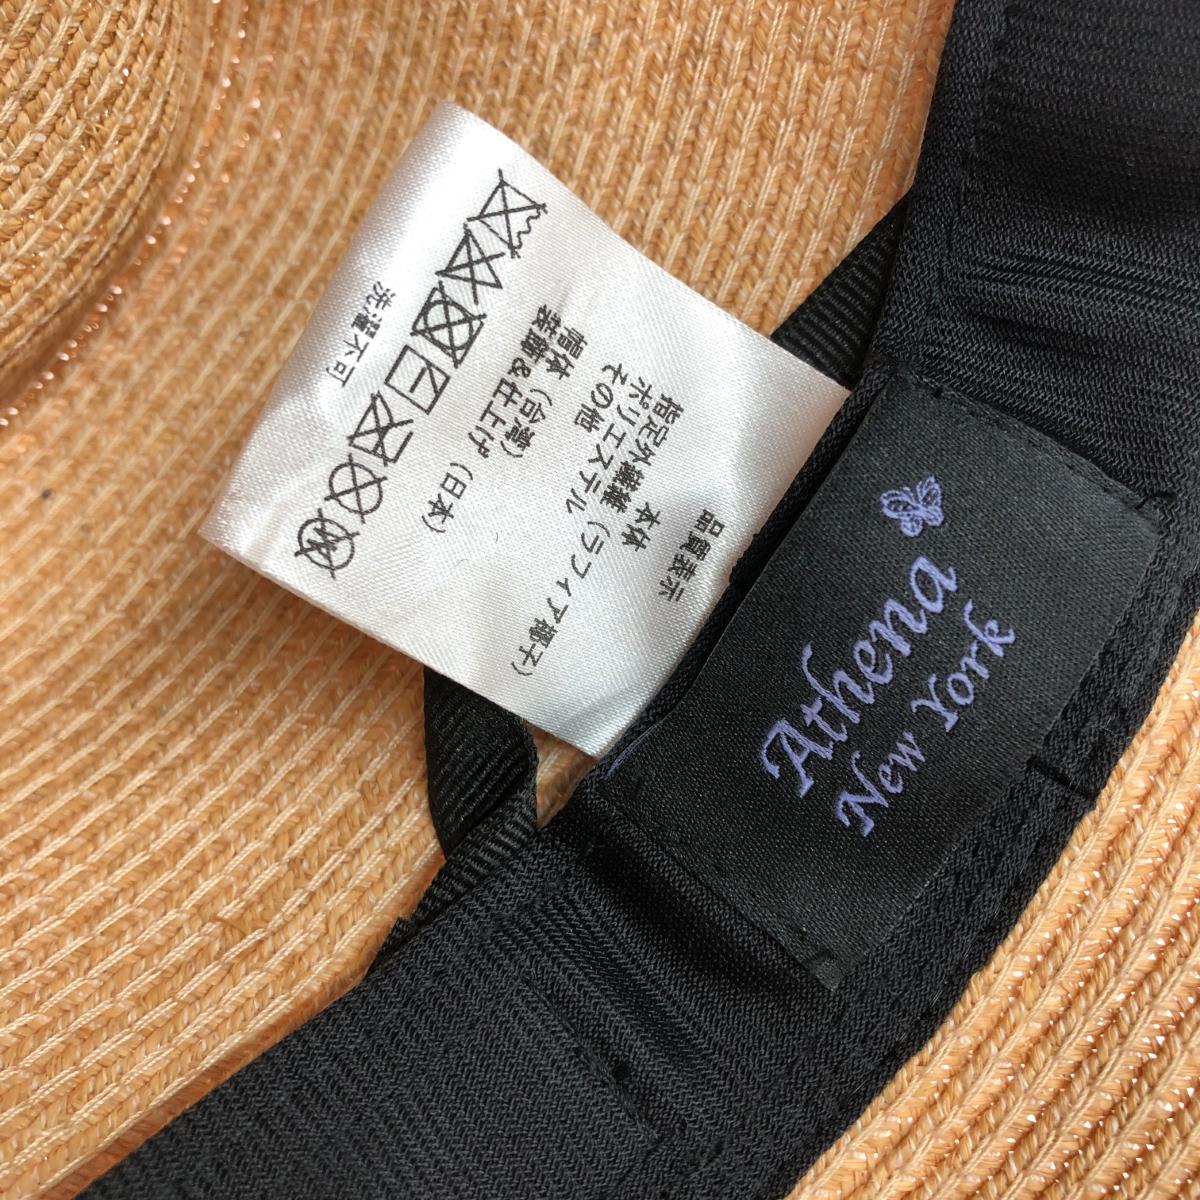 品質表示
本体
指定外繊維（ラフィア椰子）
ポリエステル
その他
帽体（台湾）
装飾&仕上げ（日本）
洗濯不可
Athena
New York